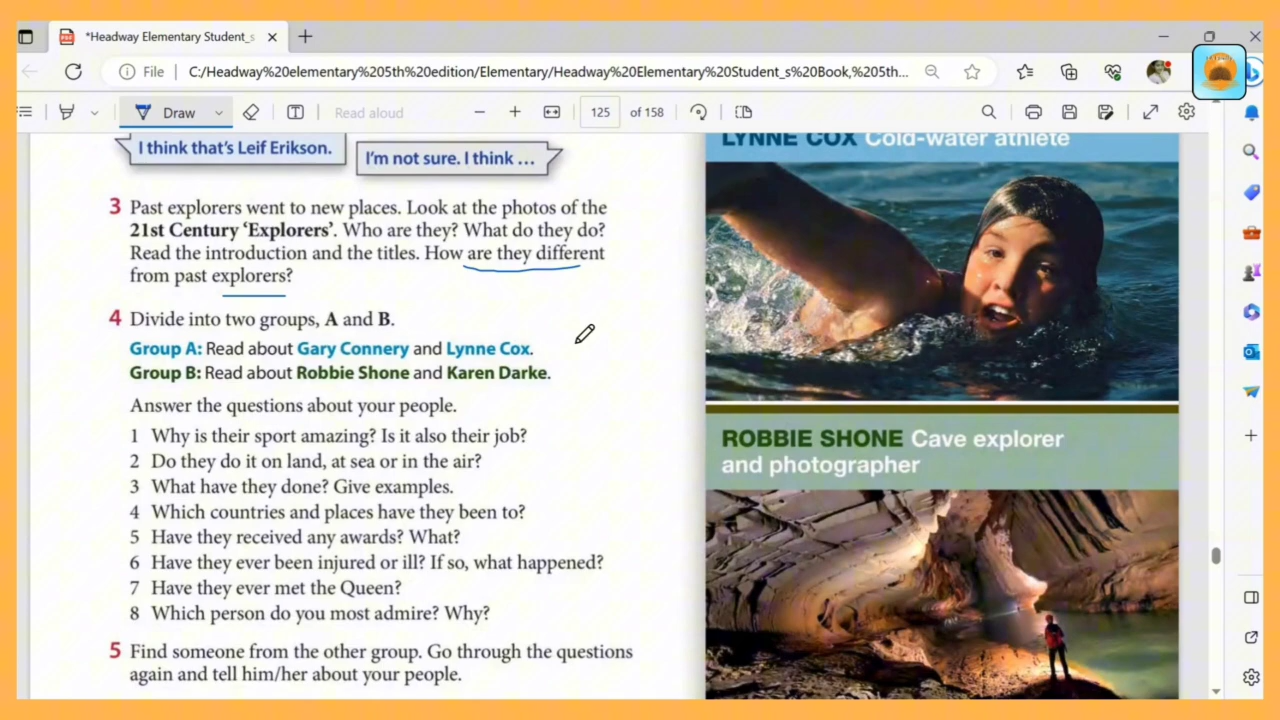 *Headway Elementary Student_s
File
C:/Headway%20elementary%205th%20edition/Elementary/Headway%20Elementary%20Student_s%20Book,%205th...
Draw
Read aloud
125
of 158
I think that's Leif Erikson.
I'm not sure. I think ...
3 Past explorers went to new places. Look at the photos of the
21st Century 'Explorers'. Who are they? What do they do?
Read the introduction and the titles. How are they different
from past explorers?
4 Divide into two groups, A and B.
Group A: Read about Gary Connery and Lynne Cox.
Group B: Read about Robbie Shone and Karen Darke.
Answer the questions about your people.
1 Why is their sport amazing? Is it also their job?
2 Do they do it on land, at sea or in the air?
3 What have they done? Give examples.
4 Which countries and places have they been to?
5 Have they received any awards? What?
6 Have they ever been injured or ill? If so, what happened?
7 Have they ever met the Queen?
8 Which person do you most admire? Why?
5 Find someone from the other group. Go through the questions
again and tell him/her about your people.
LYNNE COX Cold-water athlete
ROBBIE SHONE Cave explorer
and photographer